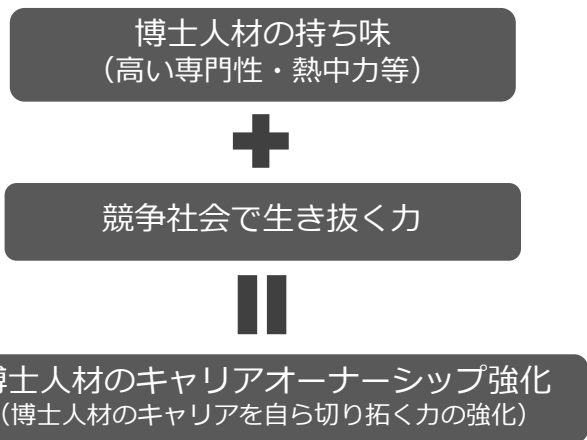 博士人材の持ち味
（高い専門性・熱中力等）
競争社会で生き抜く力
博士人材のキャリアオーナーシップ強化
（博士人材のキャリアを自ら切り拓く力の強化）